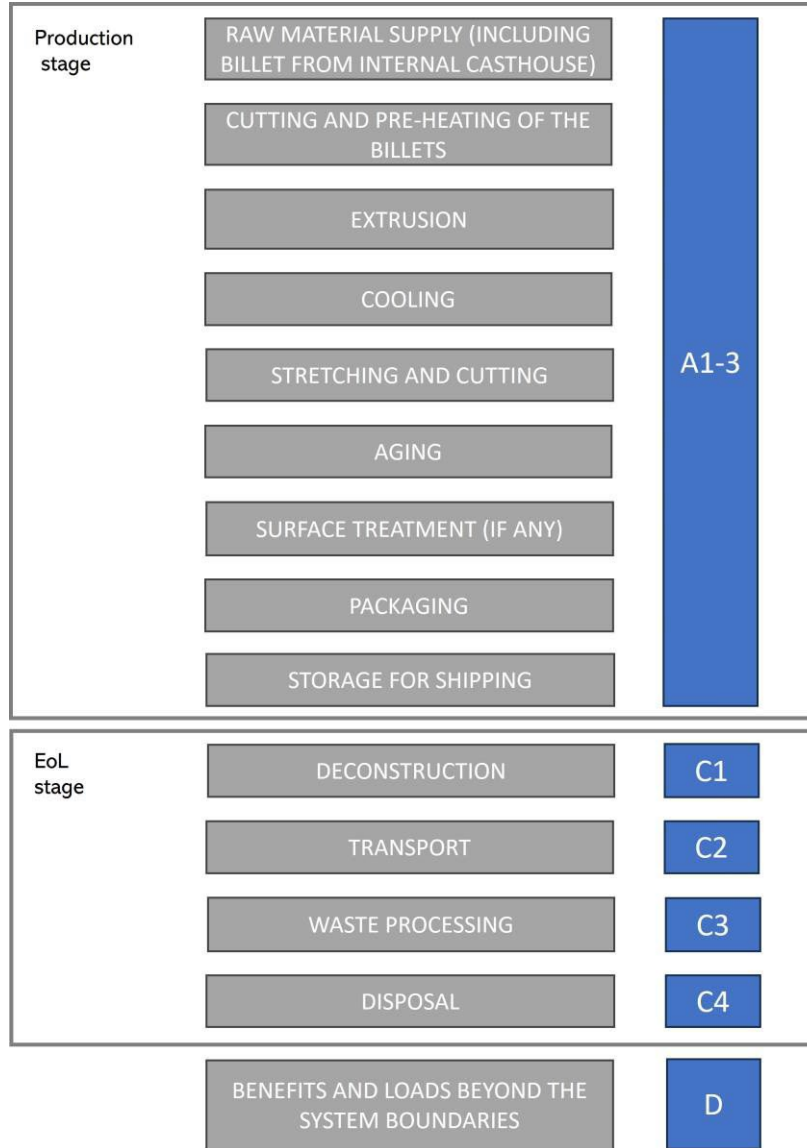 Production
stage
RAW MATERIAL SUPPLY (INCLUDING
BILLET FROM INTERNAL CASTHOUSE)
CUTTING AND PRE-HEATING OF THE
BILLETS
EXTRUSION
COOLING
STRETCHING AND CUTTING
AGING
SURFACE TREATMENT (IF ANY)
PACKAGING
STORAGE FOR SHIPPING
A1-3
EoL
stage
DECONSTRUCTION
C1
TRANSPORT
C2
WASTE PROCESSING
C3
DISPOSAL
C4
BENEFITS AND LOADS BEYOND THE
SYSTEM BOUNDARIES
D